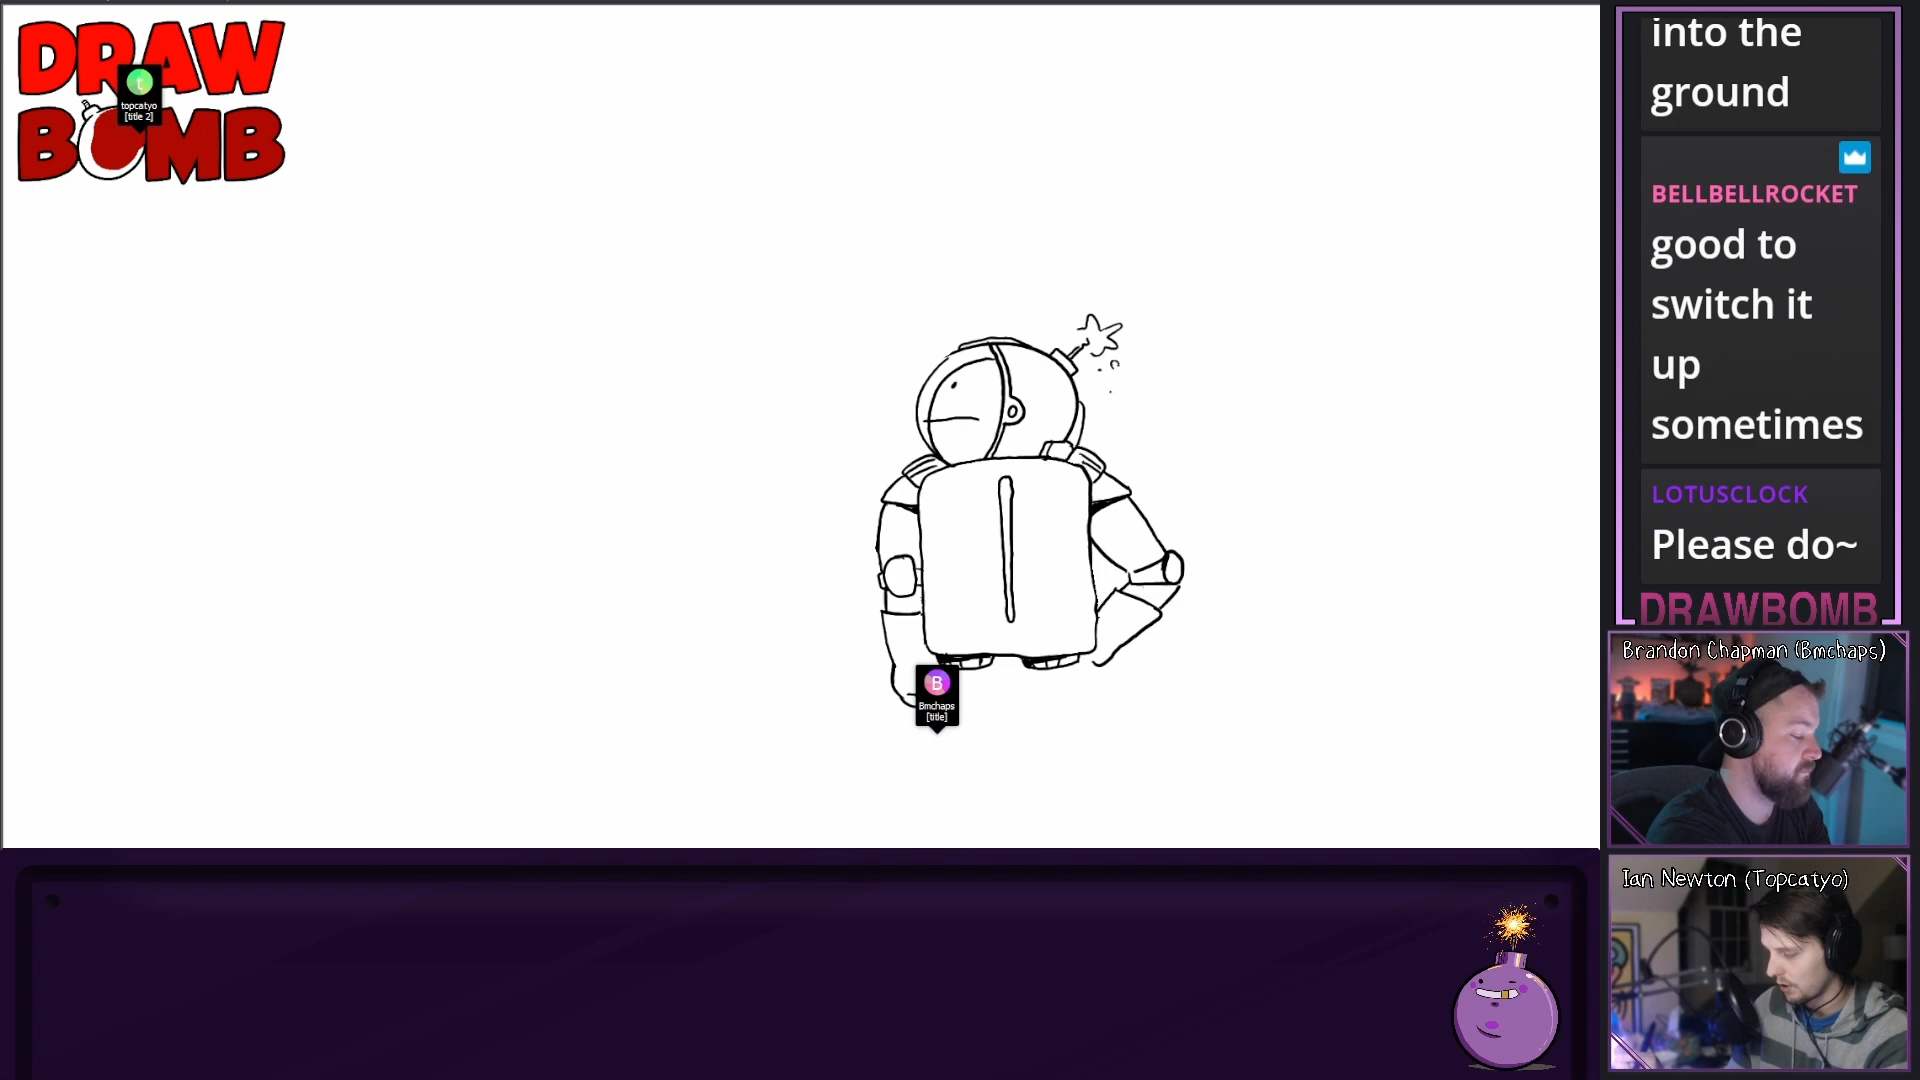 DRAW
BOMB
t
topcatyo
[title 2]
B
Bmchaps
[title]
into the
ground
BELLBELLROCKET
good to
switch it
up
sometimes
LOTUSCLOCK
Please do~
DRAWBOMB
Brandon Chapman (Bmchaps)
Ian Newton (Topcatyo)